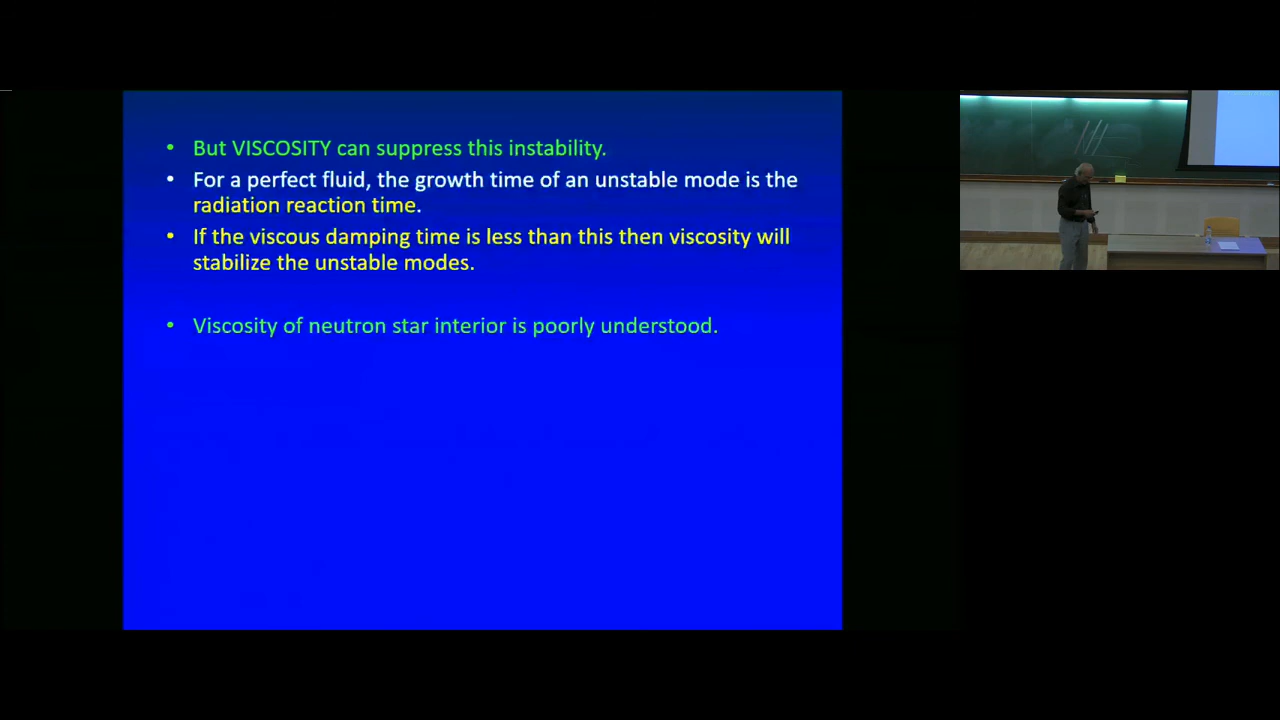 • But VISCOSITY can suppress this instability.
• For a perfect fluid, the growth time of an unstable mode is the
radiation reaction time.
• If the viscous damping time is less than this then viscosity will
stabilize the unstable modes.
• Viscosity of neutron star interior is poorly understood.